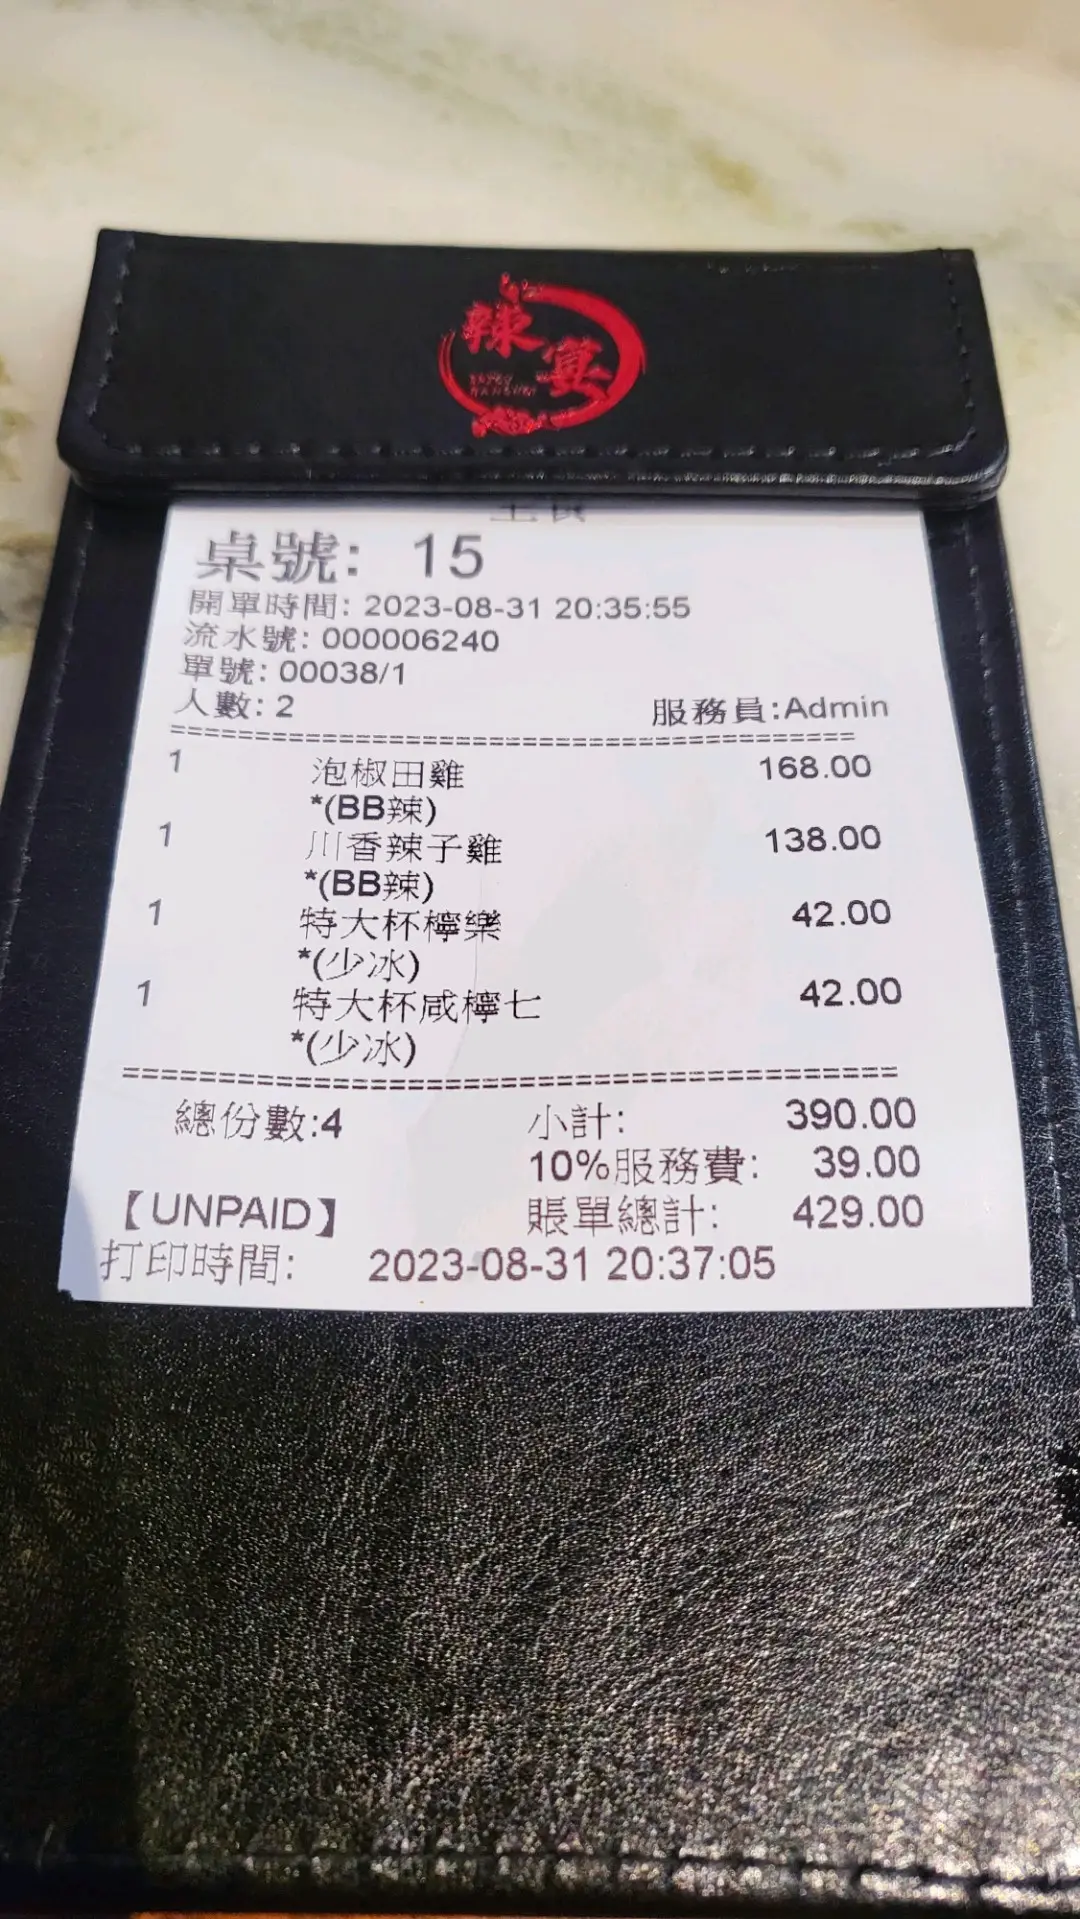 辣宴
桌號: 15
開單時間: 2023-08-31 20:35:55
流水號: 000006240
單號: 00038/1
人數: 2 服務員:Admin
1 泡椒田雞 168.00
*(BB辣)
1 川香辣子雞 138.00
*(BB辣)
1 特大杯檸樂 42.00
*(少冰)
1 特大杯咸檸七 42.00
*(少冰)
總份數:4 小計: 390.00
10%服務費: 39.00
【UNPAID】 賬單總計: 429.00
打印時間: 2023-08-31 20:37:05